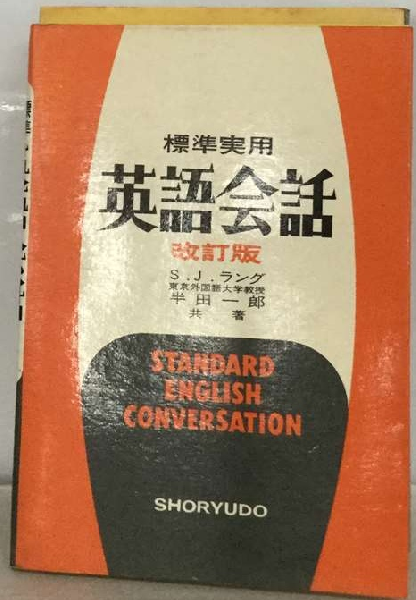 標準実用
英語会話
改訂版
S.J.ラング
東京外国語大学教授
半田一郎
共著
STANDARD
ENGLISH
CONVERSATION
SHORYUDO